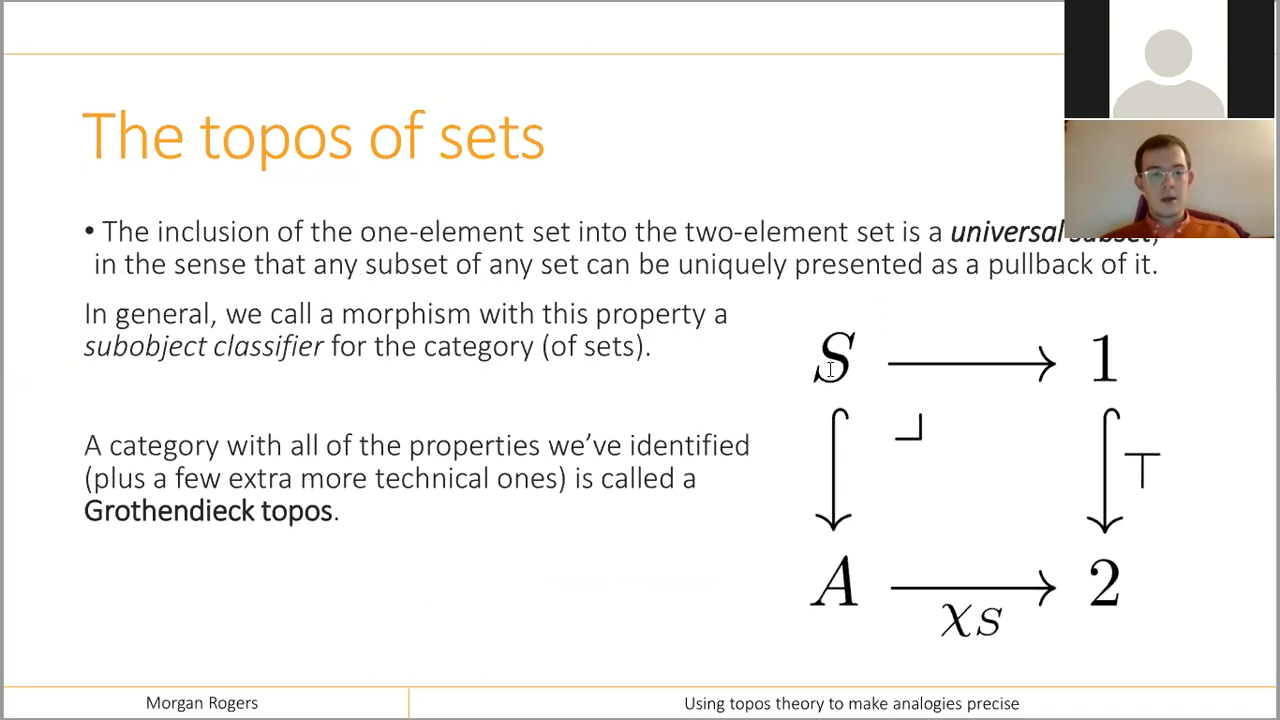 The topos of sets
• The inclusion of the one-element set into the two-element set is a universal subset,
in the sense that any subset of any set can be uniquely presented as a pullback of it.
In general, we call a morphism with this property a
subobject classifier for the category (of sets).
A category with all of the properties we’ve identified
(plus a few extra more technical ones) is called a
Grothendieck topos.
S 1
⊤
A 2
χS
Morgan Rogers
Using topos theory to make analogies precise